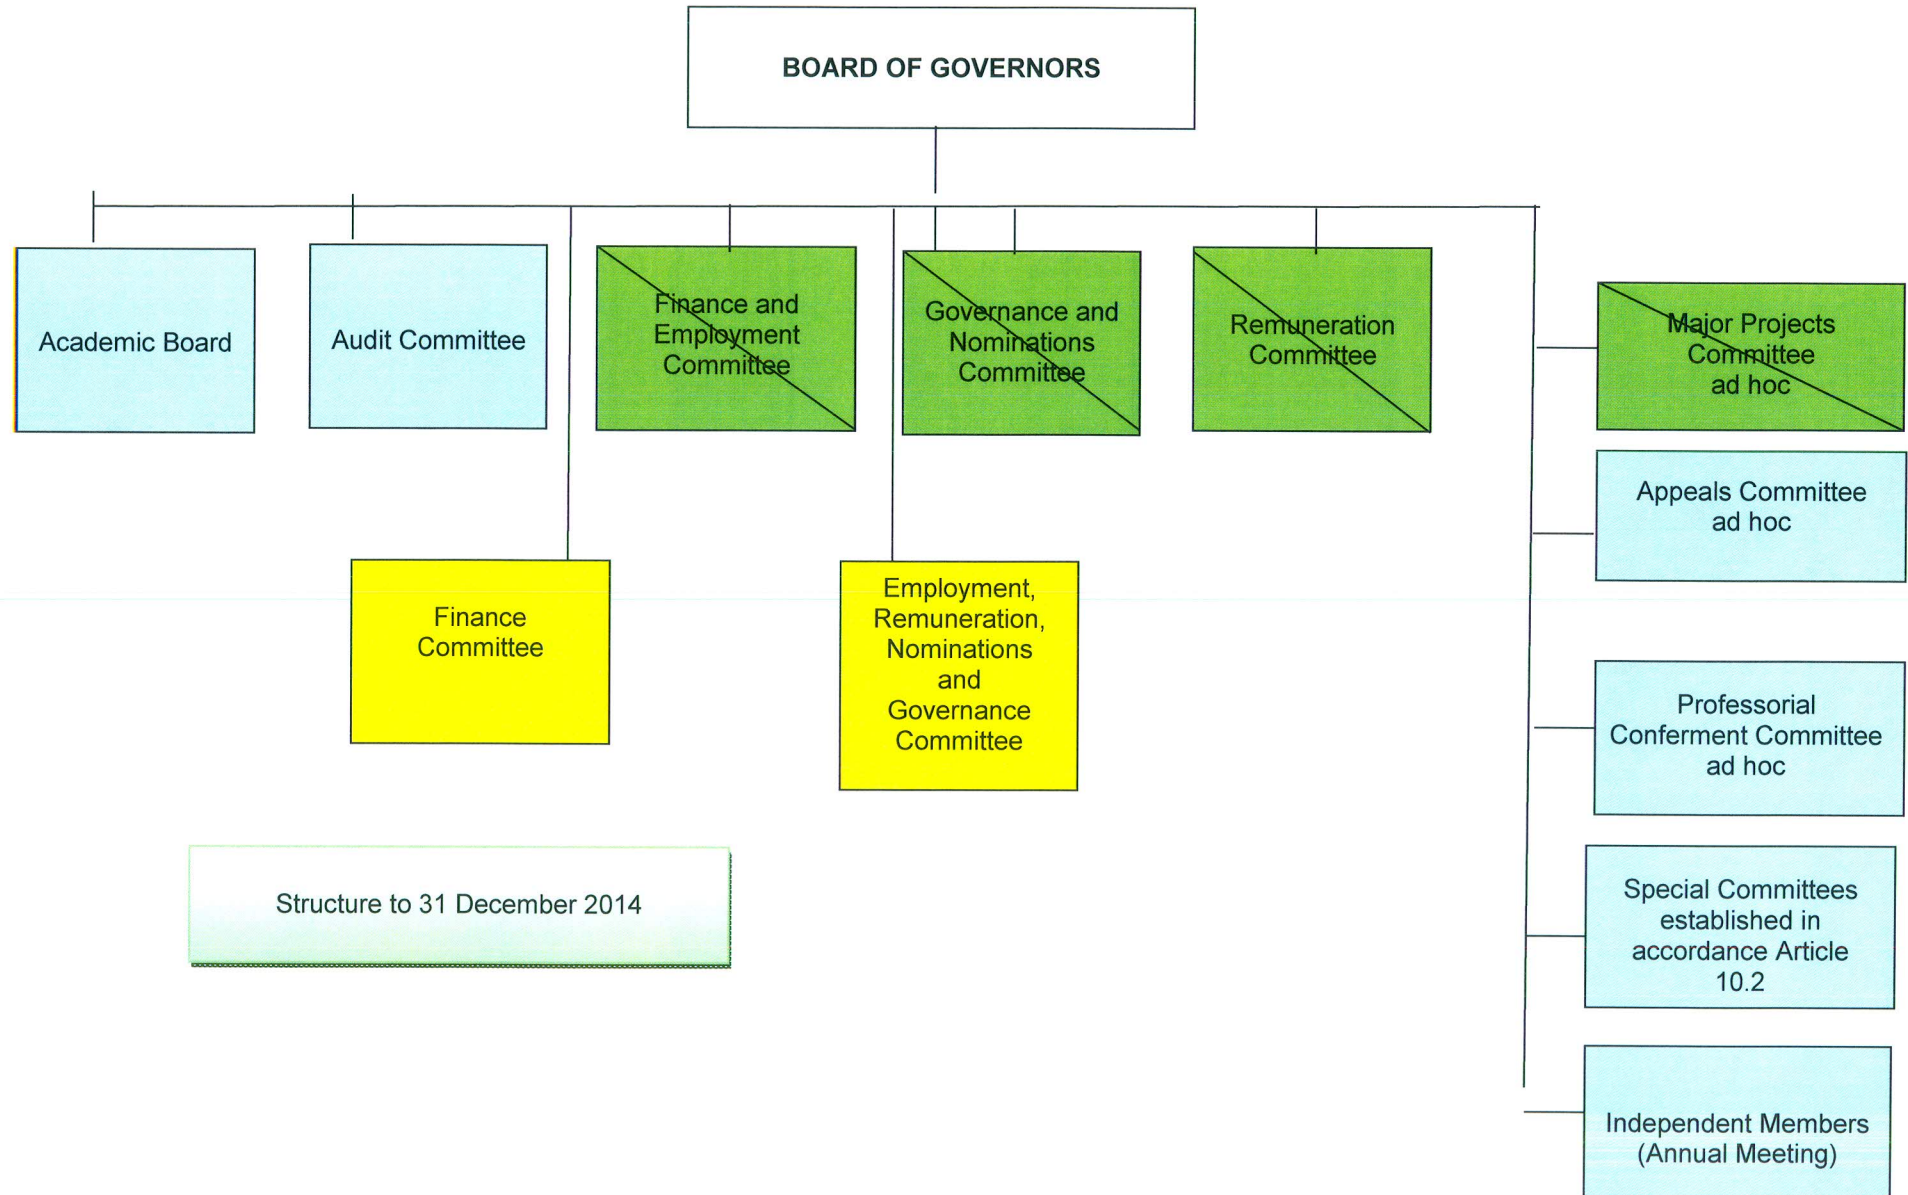 BOARD OF GOVERNORS
Academic Board
Audit Committee
Finance and
Employment
Committee
Governance and
Nominations
Committee
Remuneration
Committee
Major Projects
Committee
ad hoc
Appeals Committee
ad hoc
Finance
Committee
Employment,
Remuneration,
Nominations
and
Governance
Committee
Professorial
Conferment Committee
ad hoc
Structure to 31 December 2014
Special Committees
established in
accordance Article
10.2
Independent Members
(Annual Meeting)